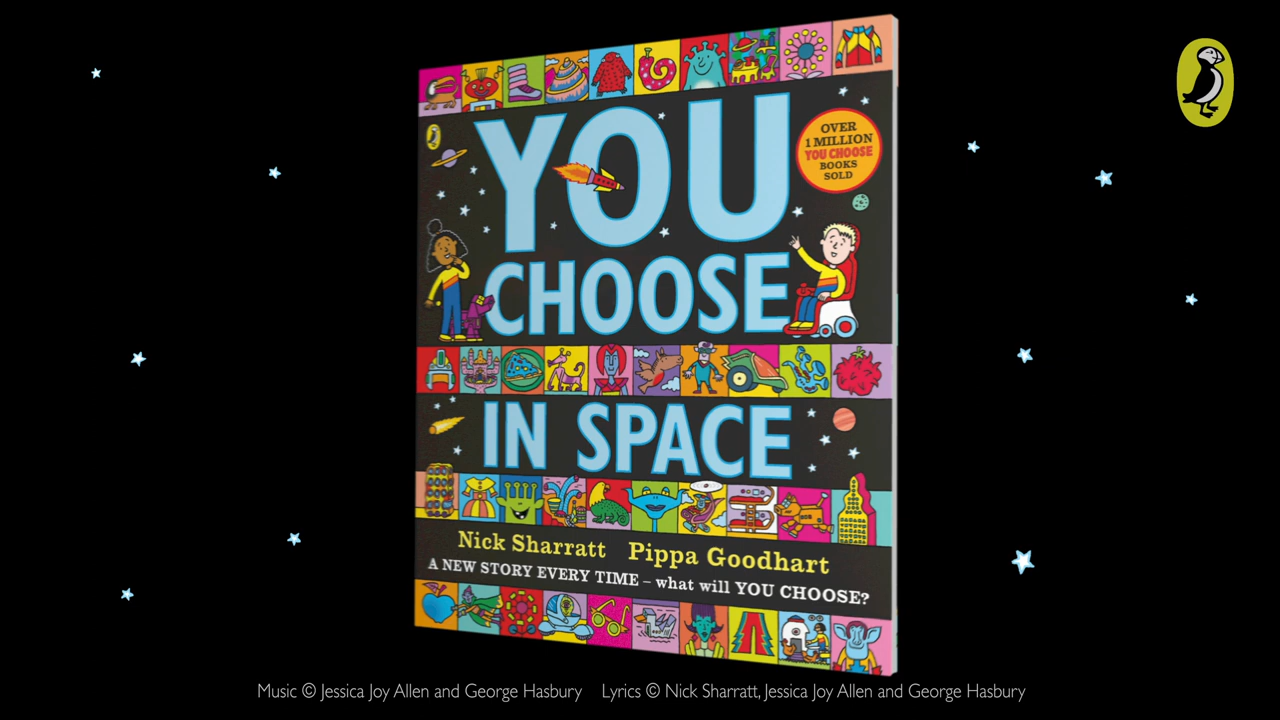 YOU
OVER
1 MILLION
YOU CHOOSE
BOOKS
SOLD
CHOOSE
IN SPACE
Nick Sharratt Pippa Goodhart
A NEW STORY EVERY TIME – what will YOU CHOOSE?
Music © Jessica Joy Allen and George Hasbury Lyrics © Nick Sharratt, Jessica Joy Allen and George Hasbury